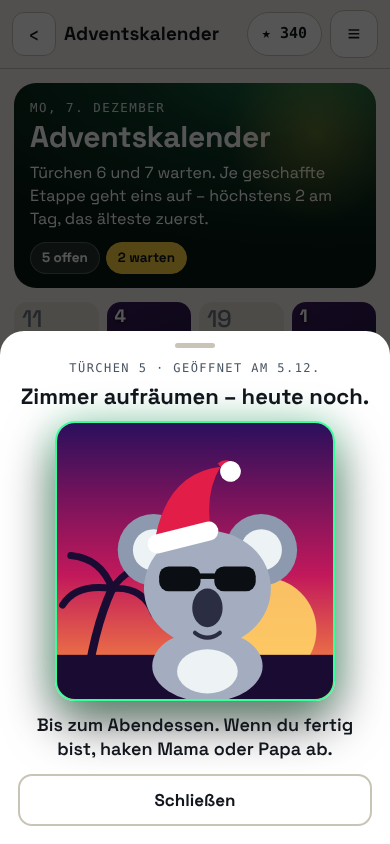 <
Adventskalender
★ 340
≡
MO, 7. DEZEMBER
Adventskalender
Türchen 6 und 7 warten. Je geschaffte
Etappe geht eins auf – höchstens 2 am
Tag, das älteste zuerst.
5 offen
2 warten
11
4
19
1
TÜRCHEN 5 · GEÖFFNET AM 5.12.
Zimmer aufräumen – heute noch.
Bis zum Abendessen. Wenn du fertig
bist, haken Mama oder Papa ab.
Schließen